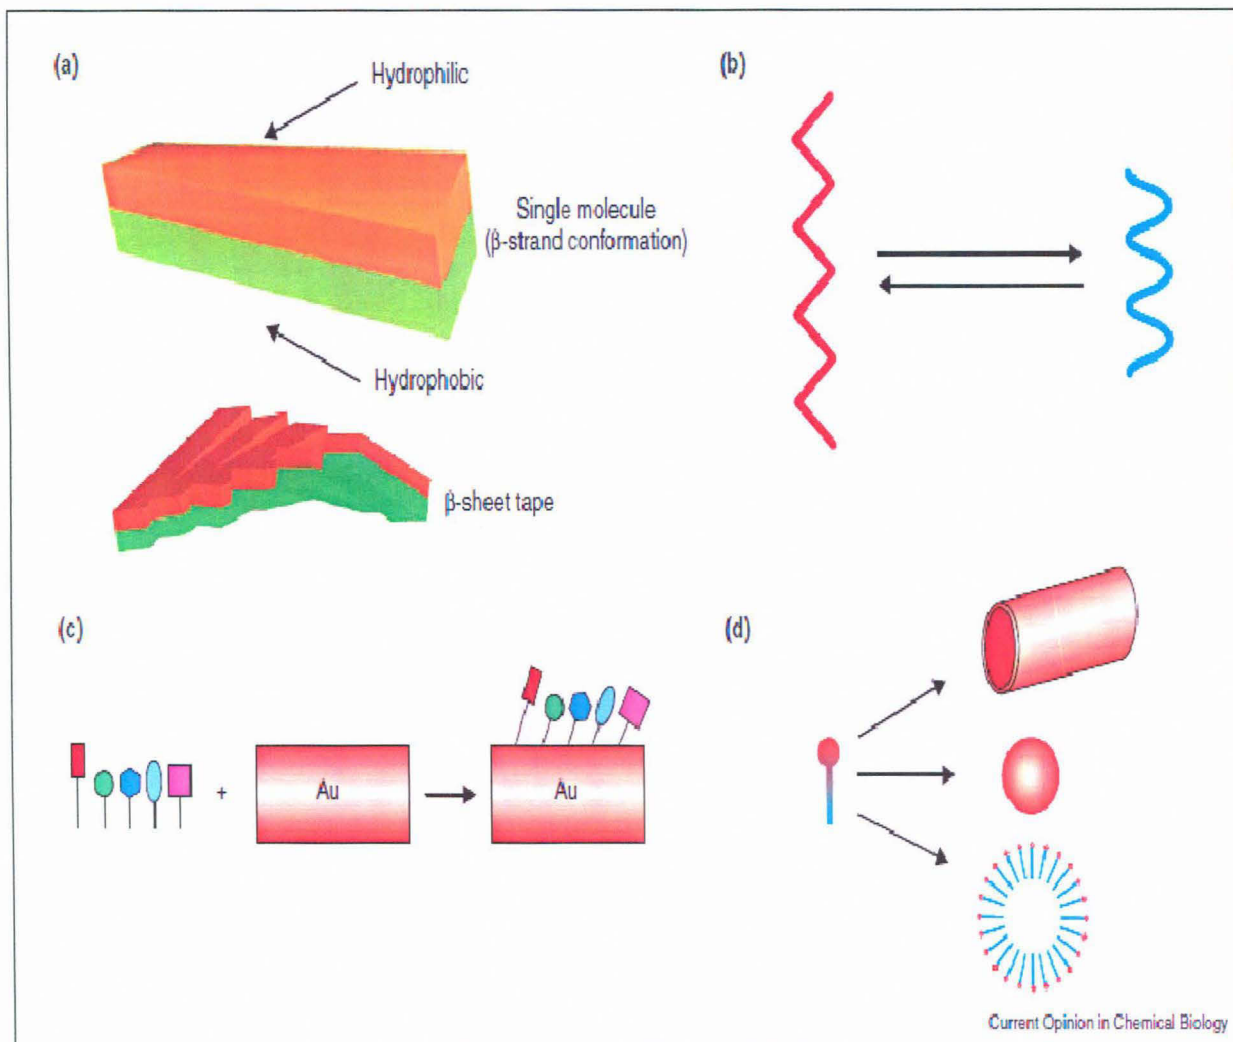 (a)
Hydrophilic
Single molecule
(β-strand conformation)
Hydrophobic
β-sheet tape
(b)
(c)
+
Au
Au
(d)
Current Opinion in Chemical Biology